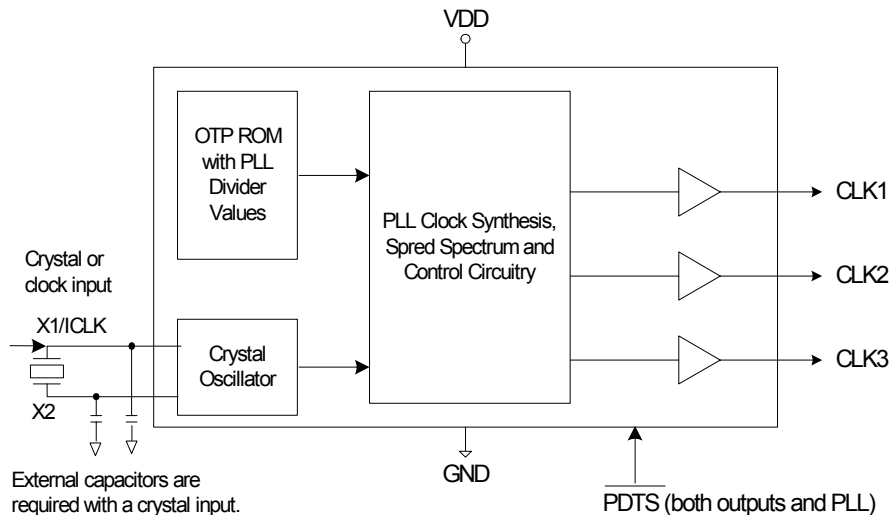 VDD
OTP ROM
with PLL
Divider
Values
PLL Clock Synthesis,
Spred Spectrum and
Control Circuitry
CLK1
CLK2
CLK3
Crystal or
clock input
X1/ICLK
Crystal
Oscillator
X2
External capacitors are
required with a crystal input.
GND
PDTS (both outputs and PLL)